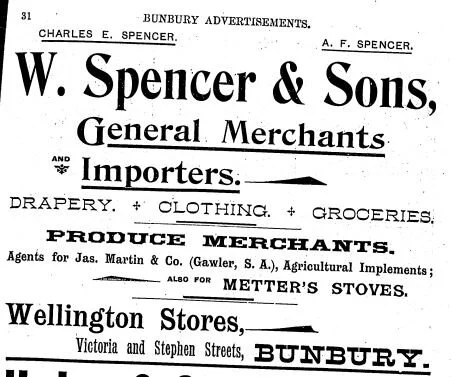 31 BUNBURY ADVERTISEMENTS.
CHARLES E. SPENCER. A. F. SPENCER.
W. Spencer & Sons,
General Merchants
AND Importers.
DRAPERY. + CLOTHING. + GROCERIES.
PRODUCE MERCHANTS.
Agents for Jas. Martin & Co. (Gawler, S. A.), Agricultural Implements;
ALSO FOR METTER'S STOVES.
Wellington Stores,
Victoria and Stephen Streets, BUNBURY.